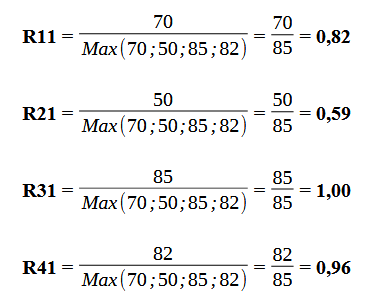 R11 = 70 / Max(70;50;85;82) = 70 / 85 = 0,82
R21 = 50 / Max(70;50;85;82) = 50 / 85 = 0,59
R31 = 85 / Max(70;50;85;82) = 85 / 85 = 1,00
R41 = 82 / Max(70;50;85;82) = 82 / 85 = 0,96